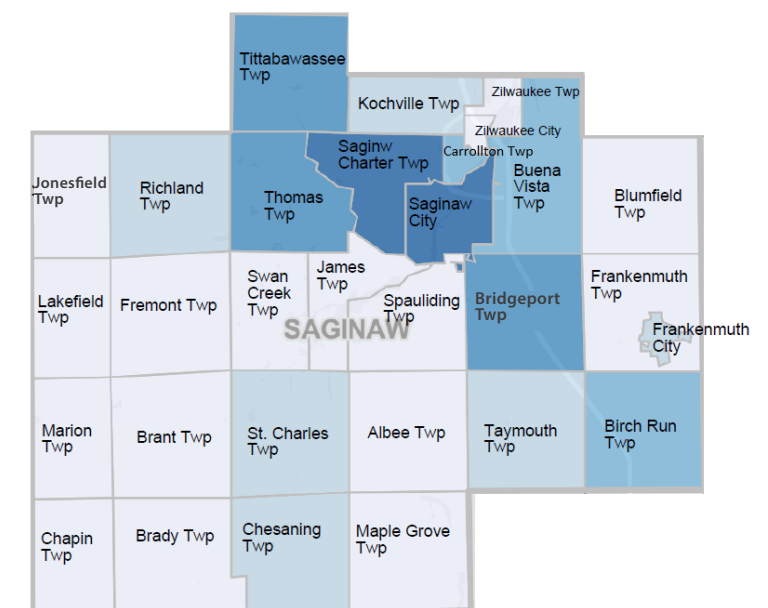 Tittabawassee
Twp
Kochville Twp
Zilwaukee Twp
Zilwaukee City
Saginw
Charter Twp
Carrollton Twp
Buena
Vista
Twp
Jonesfield
Twp
Richland
Twp
Thomas
Twp
Saginaw
City
Blumfield
Twp
Lakefield
Twp
Fremont Twp
Swan
Creek
Twp
James
Twp
Spauliding
Twp
SAGINAW
Bridgeport
Twp
Frankenmuth
Twp
Frankenmuth
City
Marion
Twp
Brant Twp
St. Charles
Twp
Albee Twp
Taymouth
Twp
Birch Run
Twp
Chapin
Twp
Brady Twp
Chesaning
Twp
Maple Grove
Twp